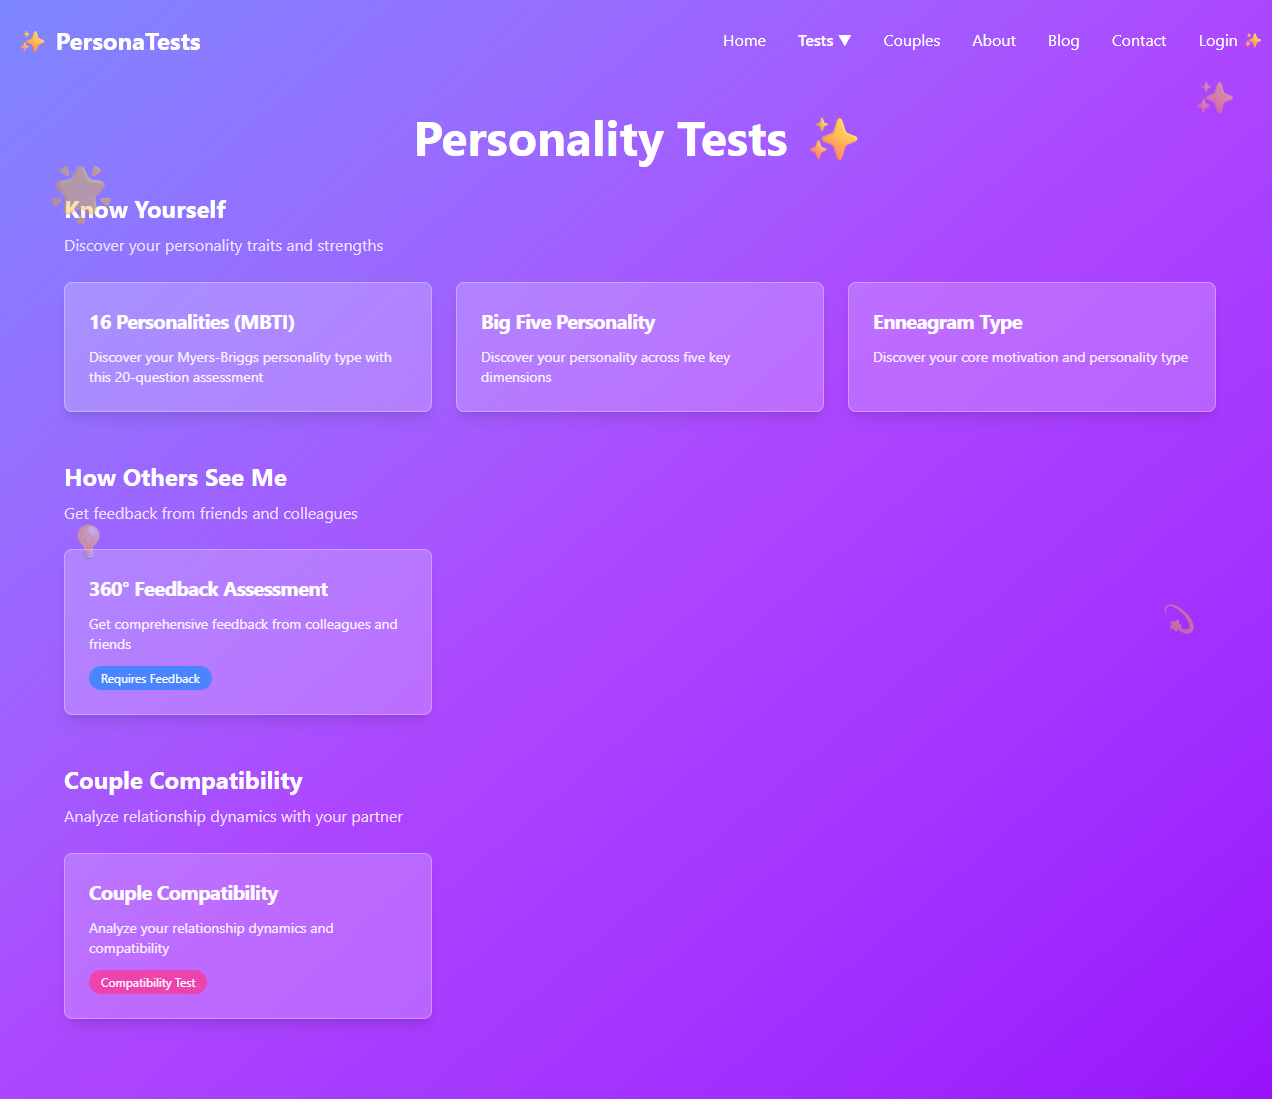 ✨ PersonaTests
Home Tests ▼ Couples About Blog Contact Login ✨
Personality Tests ✨
Know Yourself
Discover your personality traits and strengths
16 Personalities (MBTI)
Discover your Myers-Briggs personality type with
this 20-question assessment
Big Five Personality
Discover your personality across five key
dimensions
Enneagram Type
Discover your core motivation and personality type
How Others See Me
Get feedback from friends and colleagues
360° Feedback Assessment
Get comprehensive feedback from colleagues and
friends
Requires Feedback
Couple Compatibility
Analyze relationship dynamics with your partner
Couple Compatibility
Analyze your relationship dynamics and
compatibility
Compatibility Test